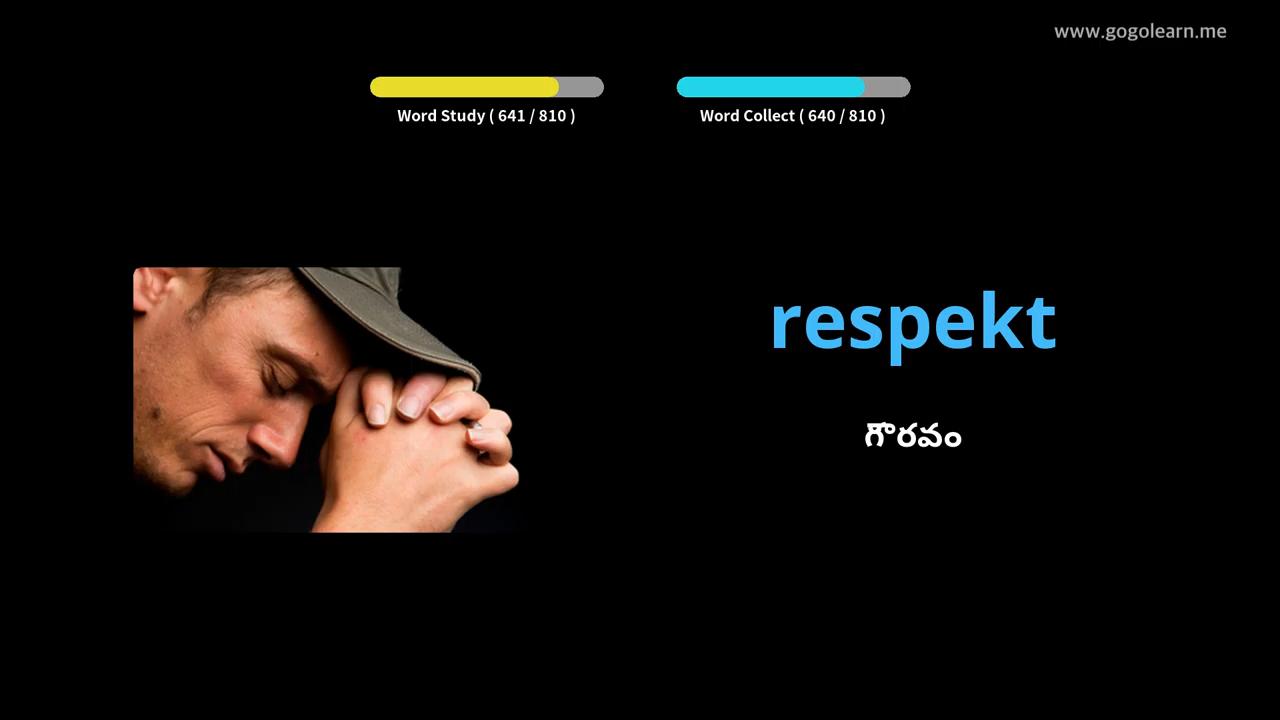 www.gogolearn.me
Word Study ( 641 / 810 )
Word Collect ( 640 / 810 )
respekt
గౌరవం